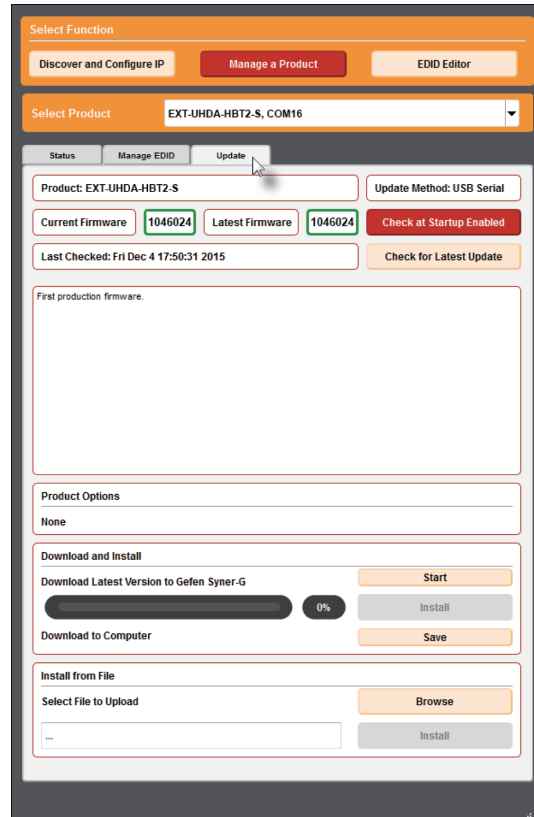 Select Function
Discover and Configure IP
Manage a Product
EDID Editor
Select Product
EXT-UHDA-HBT2-S, COM16
Status
Manage EDID
Update
Product: EXT-UHDA-HBT2-S
Update Method: USB Serial
Current Firmware
1046024
Latest Firmware
1046024
Check at Startup Enabled
Last Checked: Fri Dec 4 17:50:31 2015
Check for Latest Update
First production firmware.
Product Options
None
Download and Install
Download Latest Version to Gefen Syner-G
Start
0%
Install
Download to Computer
Save
Install from File
Select File to Upload
Browse
...
Install